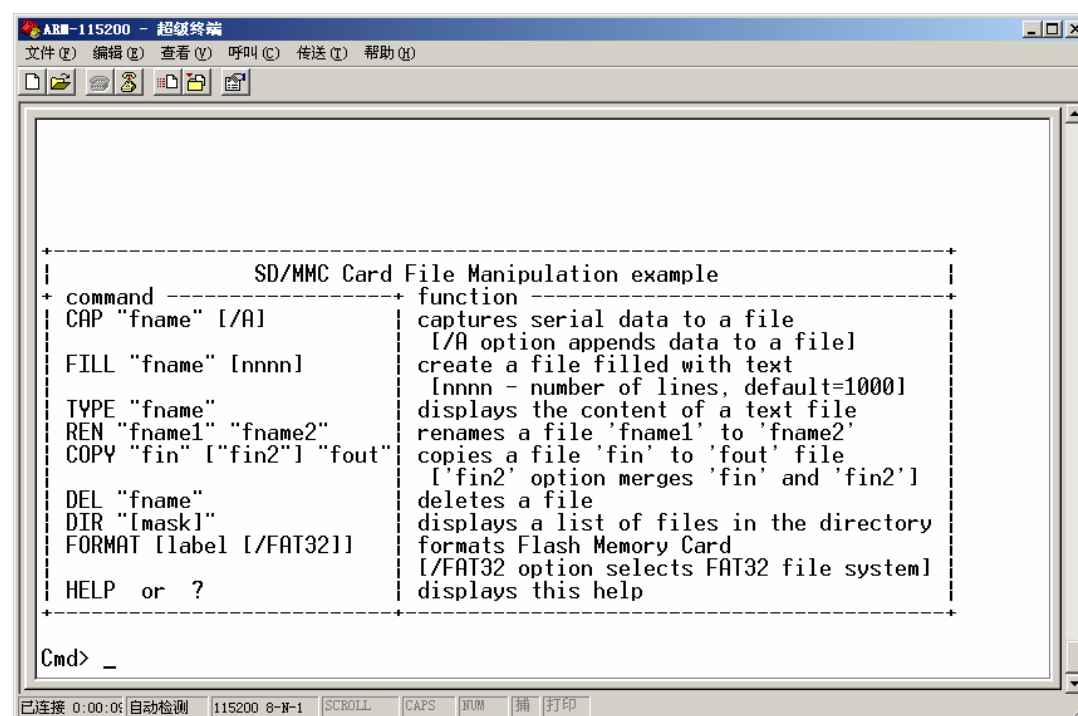 ARM-115200 - 超级终端
文件(F) 编辑(E) 查看(V) 呼叫(C) 传送(T) 帮助(H)
+-----------------------------------------------------------------------+
| SD/MMC Card File Manipulation example |
+ command ------------------+ function ---------------------------------+
| CAP "fname" [/A] | captures serial data to a file |
| | [/A option appends data to a file] |
| FILL "fname" [nnnn] | create a file filled with text |
| | [nnnn - number of lines, default=1000] |
| TYPE "fname" | displays the content of a text file |
| REN "fname1" "fname2" | renames a file 'fname1' to 'fname2' |
| COPY "fin" ["fin2"] "fout" | copies a file 'fin' to 'fout' file |
| | ['fin2' option merges 'fin' and 'fin2'] |
| DEL "fname" | deletes a file |
| DIR "[mask]" | displays a list of files in the directory |
| FORMAT [label [/FAT32]] | formats Flash Memory Card |
| | [/FAT32 option selects FAT32 file system] |
| HELP or ? | displays this help |
+---------------------------+-------------------------------------------+
Cmd> _
已连接 0:00:09 自动检测 115200 8-N-1 SCROLL CAPS NUM 捕 打印